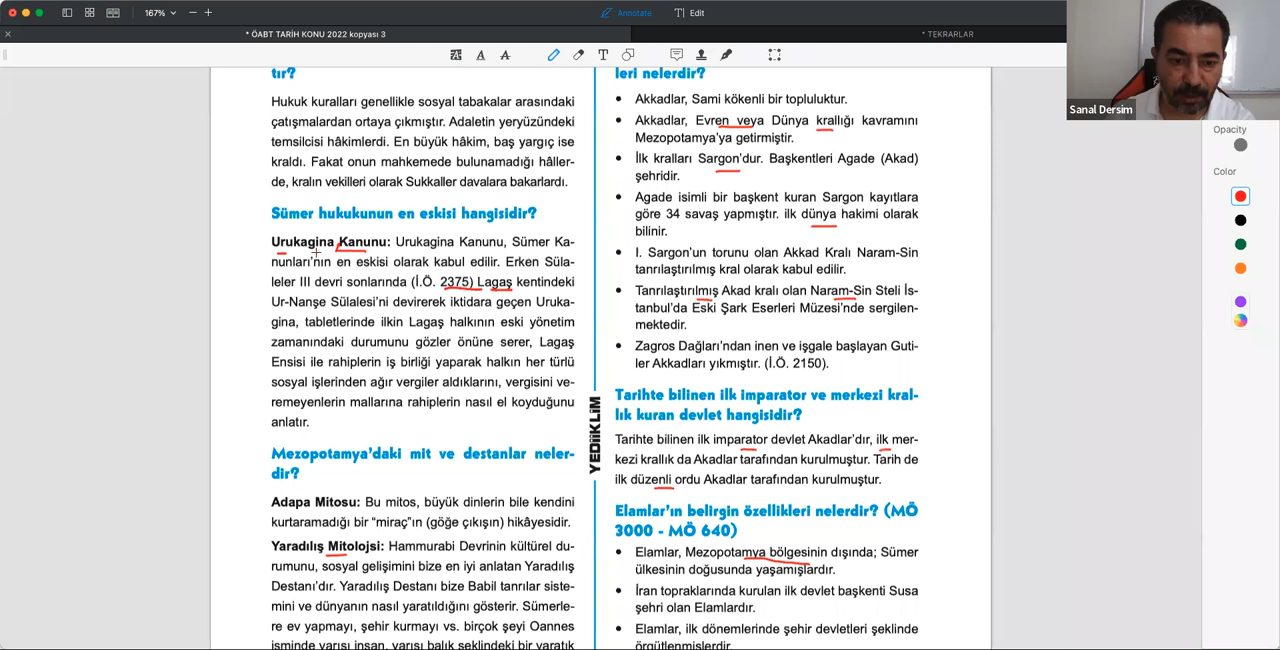 167%
Annotate
Edit
* ÖABT TARİH KONU 2022 kopyası 3
* TEKRARLAR
Sanal Dersim
Opacity
Color
tır?
Hukuk kuralları genellikle sosyal tabakalar arasındaki
çatışmalardan ortaya çıkmıştır. Adaletin yeryüzündeki
temsilcisi hâkimlerdi. En büyük hâkim, baş yargıç ise
kraldı. Fakat onun mahkemede bulunamadığı hâller-
de, kralın vekilleri olarak Sukkaller davalara bakarlardı.
Sümer hukukunun en eskisi hangisidir?
Urukagina Kanunu: Urukagina Kanunu, Sümer Ka-
nunları'nın en eskisi olarak kabul edilir. Erken Süla-
leler III devri sonlarında (İ.Ö. 2375) Lagaş kentindeki
Ur-Nanşe Sülalesi'ni devirerek iktidara geçen Uruka-
gina, tabletlerinde ilkin Lagaş halkının eski yönetim
zamanındaki durumunu gözler önüne serer, Lagaş
Ensisi ile rahiplerin iş birliği yaparak halkın her türlü
sosyal işlerinden ağır vergiler aldıklarını, vergisini ve-
remeyenlerin mallarına rahiplerin nasıl el koyduğunu
anlatır.
Mezopotamya'daki mit ve destanlar neler-
dir?
Adapa Mitosu: Bu mitos, büyük dinlerin bile kendini
kurtaramadığı bir "miraç"ın (göğe çıkışın) hikâyesidir.
Yaradılış Mitolojsi: Hammurabi Devrinin kültürel du-
rumunu, sosyal gelişimini bize en iyi anlatan Yaradılış
Destanı'dır. Yaradılış Destanı bize Babil tanrılar siste-
mini ve dünyanın nasıl yaratıldığını gösterir. Sümerle-
re ev yapmayı, şehir kurmayı vs. birçok şeyi Oannes
isminde yarısı insan, yarısı balık şeklindeki bir yaratık
YEDİİKLİM
leri nelerdir?
• Akkadlar, Sami kökenli bir topluluktur.
• Akkadlar, Evren veya Dünya krallığı kavramını
Mezopotamya'ya getirmiştir.
• İlk kralları Sargon'dur. Başkentleri Agade (Akad)
şehridir.
• Agade isimli bir başkent kuran Sargon kayıtlara
göre 34 savaş yapmıştır. ilk dünya hakimi olarak
bilinir.
• I. Sargon'un torunu olan Akkad Kralı Naram-Sin
tanrılaştırılmış kral olarak kabul edilir.
• Tanrılaştırılmış Akad kralı olan Naram-Sin Steli İs-
tanbul'da Eski Şark Eserleri Müzesi'nde sergilen-
mektedir.
• Zagros Dağları'ndan inen ve işgale başlayan Guti-
ler Akkadları yıkmıştır. (İ.Ö. 2150).
Tarihte bilinen ilk imparator ve merkezi kral-
lık kuran devlet hangisidir?
Tarihte bilinen ilk imparator devlet Akadlar'dır, ilk mer-
kezi krallık da Akadlar tarafından kurulmuştur. Tarih de
ilk düzenli ordu Akadlar tarafından kurulmuştur.
Elamlar'ın belirgin özellikleri nelerdir? (MÖ
3000 - MÖ 640)
• Elamlar, Mezopotamya bölgesinin dışında; Sümer
ülkesinin doğusunda yaşamışlardır.
• İran topraklarında kurulan ilk devlet başkenti Susa
şehri olan Elamlardır.
• Elamlar, ilk dönemlerinde şehir devletleri şeklinde
örgütlenmişlerdir.